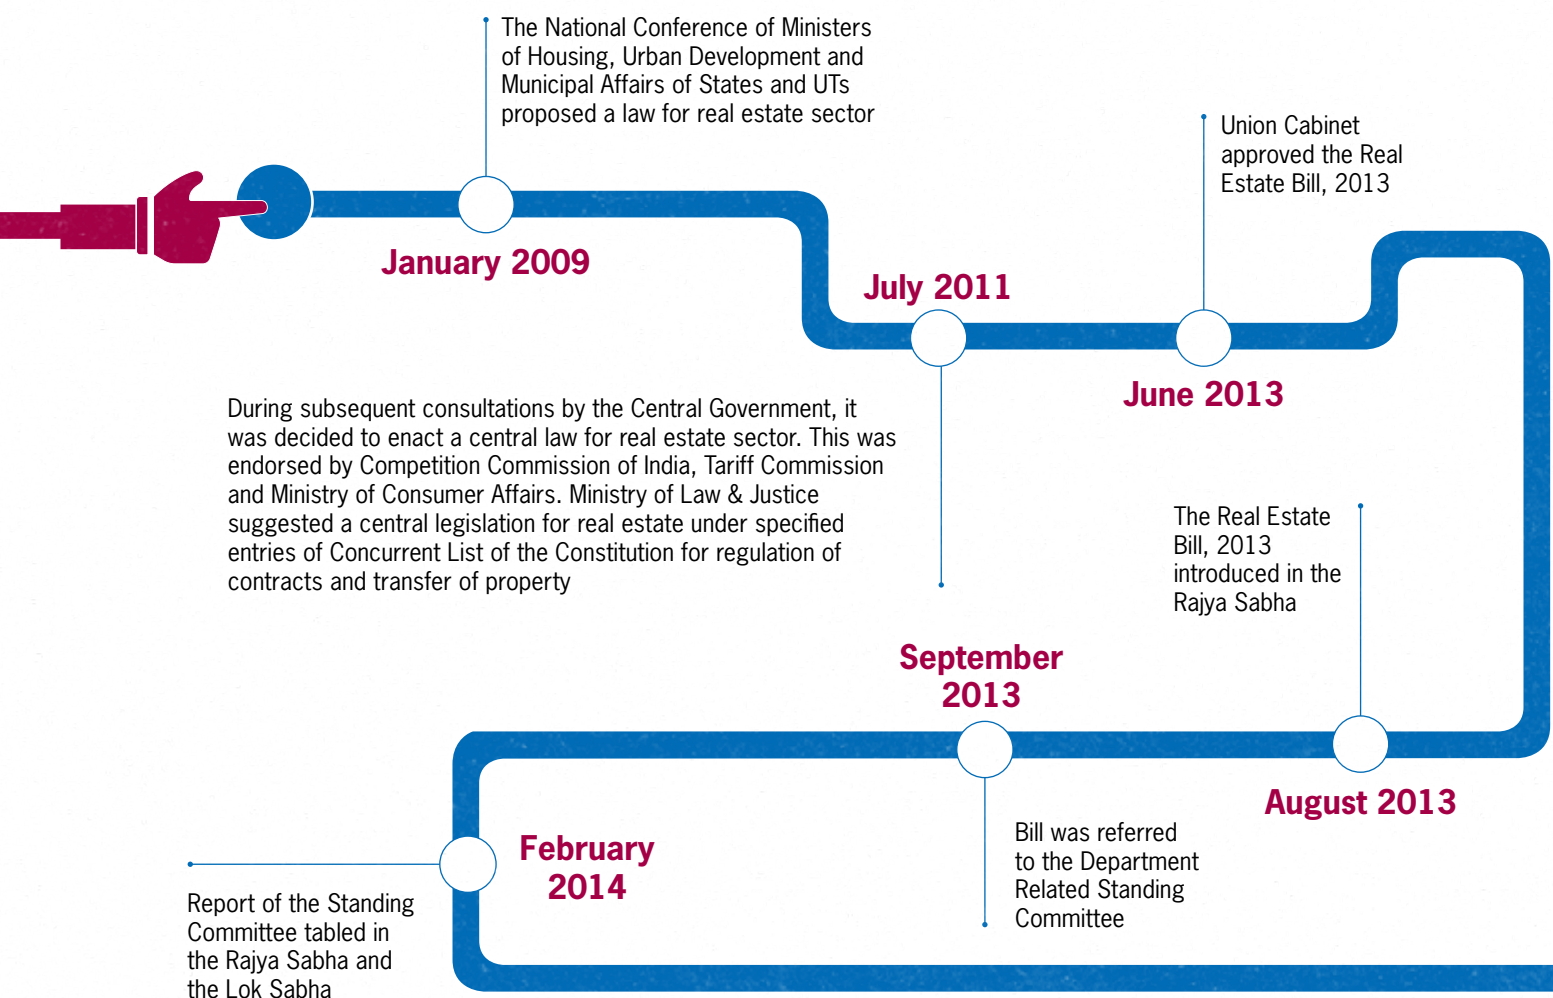 The National Conference of Ministers
of Housing, Urban Development and
Municipal Affairs of States and UTs
proposed a law for real estate sector
January 2009
July 2011
During subsequent consultations by the Central Government, it
was decided to enact a central law for real estate sector. This was
endorsed by Competition Commission of India, Tariff Commission
and Ministry of Consumer Affairs. Ministry of Law & Justice
suggested a central legislation for real estate under specified
entries of Concurrent List of the Constitution for regulation of
contracts and transfer of property
Union Cabinet
approved the Real
Estate Bill, 2013
June 2013
The Real Estate
Bill, 2013
introduced in the
Rajya Sabha
August 2013
September
2013
Bill was referred
to the Department
Related Standing
Committee
February
2014
Report of the Standing
Committee tabled in
the Rajya Sabha and
the Lok Sabha